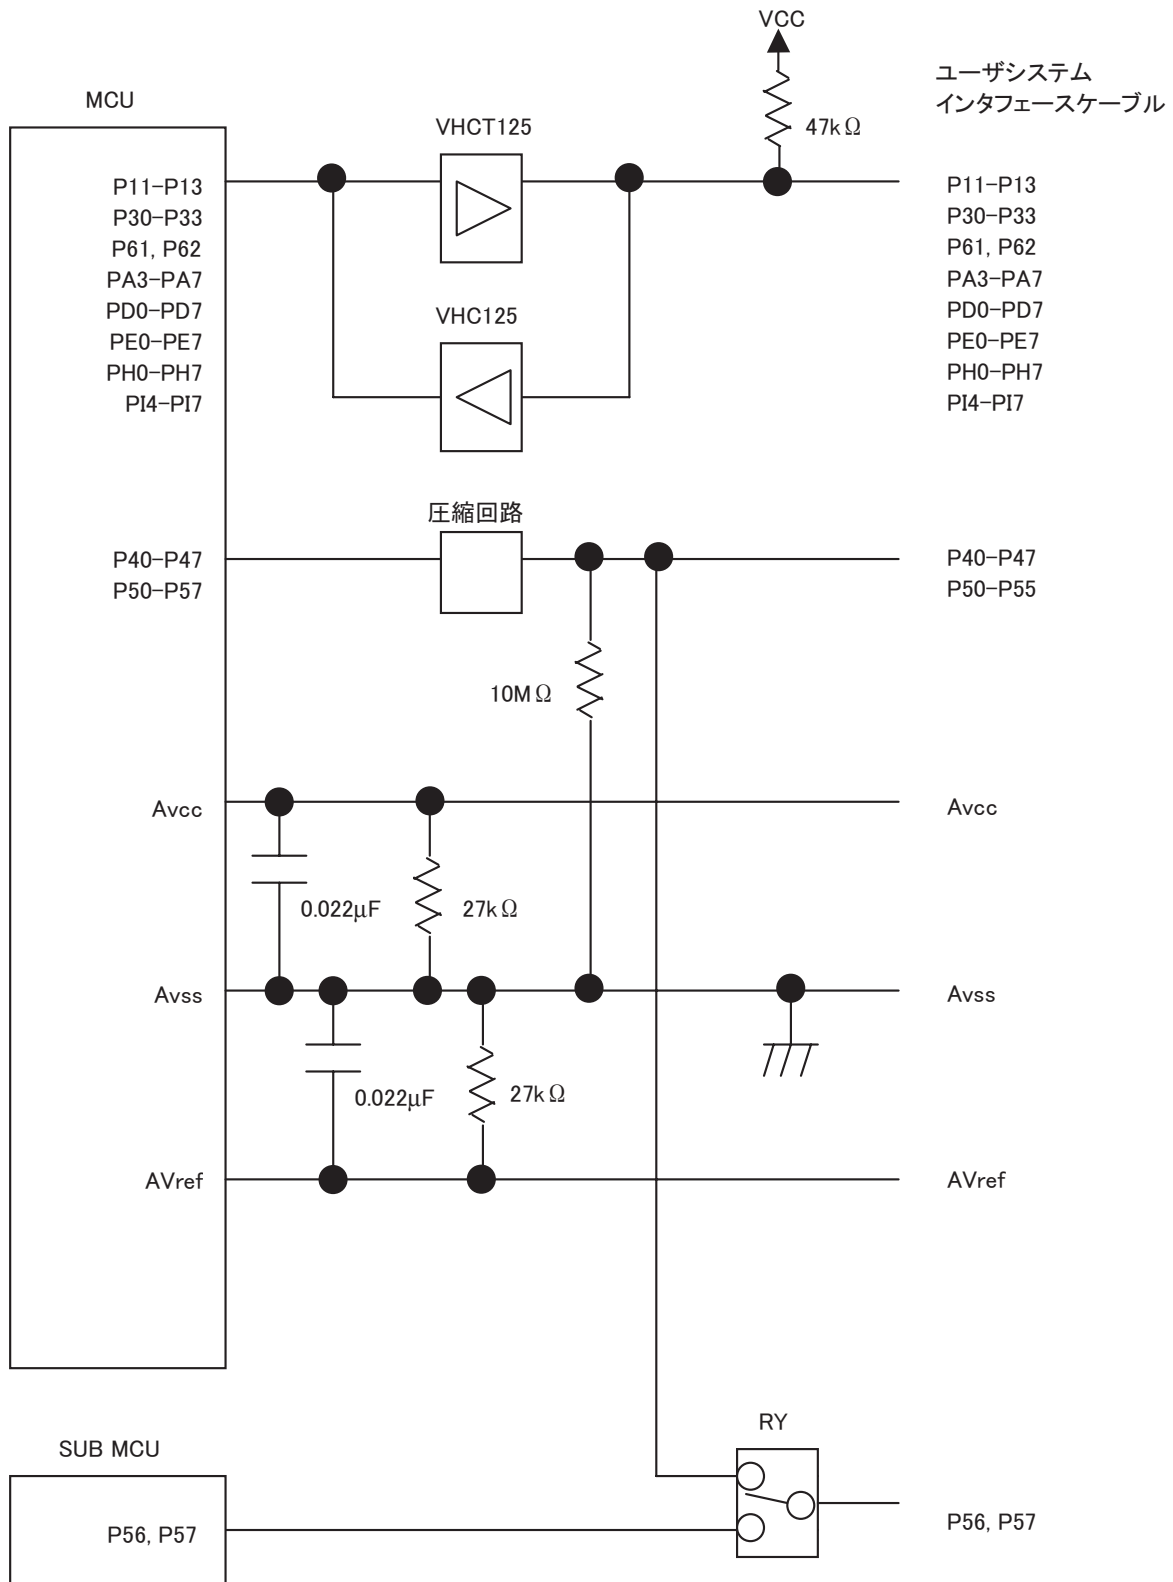 VCC
ユーザシステム
インタフェースケーブル
MCU
VHCT125
47kΩ
P11-P13
P30-P33
P61, P62
PA3-PA7
PD0-PD7
PE0-PE7
PH0-PH7
PI4-PI7
VHC125
P11-P13
P30-P33
P61, P62
PA3-PA7
PD0-PD7
PE0-PE7
PH0-PH7
PI4-PI7
圧縮回路
P40-P47
P50-P57
P40-P47
P50-P55
10MΩ
Avcc
Avcc
0.022μF
27kΩ
Avss
Avss
0.022μF
27kΩ
AVref
AVref
RY
SUB MCU
P56, P57
P56, P57